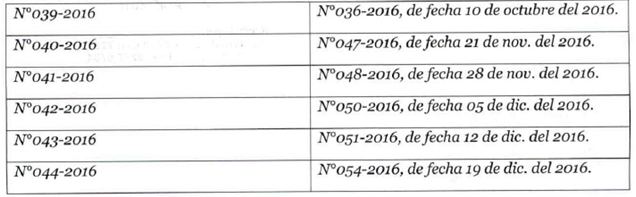 N°039-2016 N°036-2016, de fecha 10 de octubre del 2016.
N°040-2016 N°047-2016, de fecha 21 de nov. del 2016.
N°041-2016 N°048-2016, de fecha 28 de nov. del 2016.
N°042-2016 N°050-2016, de fecha 05 de dic. del 2016.
N°043-2016 N°051-2016, de fecha 12 de dic. del 2016.
N°044-2016 N°054-2016, de fecha 19 de dic. del 2016.